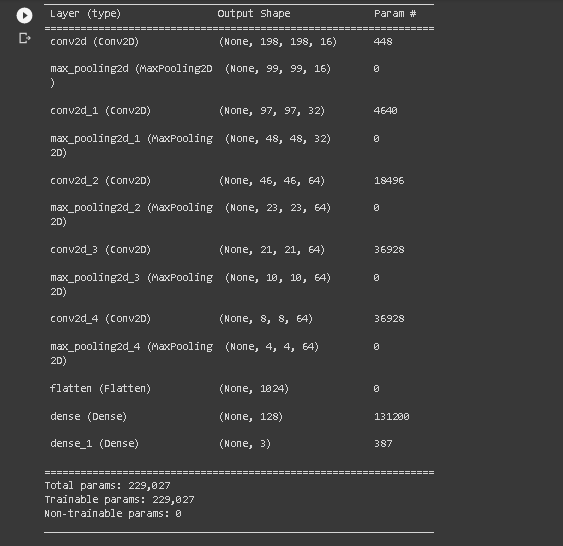 Layer (type) Output Shape Param #
=================================================================
conv2d (Conv2D) (None, 198, 198, 16) 448
max_pooling2d (MaxPooling2D (None, 99, 99, 16) 0
)
conv2d_1 (Conv2D) (None, 97, 97, 32) 4640
max_pooling2d_1 (MaxPooling (None, 48, 48, 32) 0
2D)
conv2d_2 (Conv2D) (None, 46, 46, 64) 18496
max_pooling2d_2 (MaxPooling (None, 23, 23, 64) 0
2D)
conv2d_3 (Conv2D) (None, 21, 21, 64) 36928
max_pooling2d_3 (MaxPooling (None, 10, 10, 64) 0
2D)
conv2d_4 (Conv2D) (None, 8, 8, 64) 36928
max_pooling2d_4 (MaxPooling (None, 4, 4, 64) 0
2D)
flatten (Flatten) (None, 1024) 0
dense (Dense) (None, 128) 131200
dense_1 (Dense) (None, 3) 387
=================================================================
Total params: 229,027
Trainable params: 229,027
Non-trainable params: 0